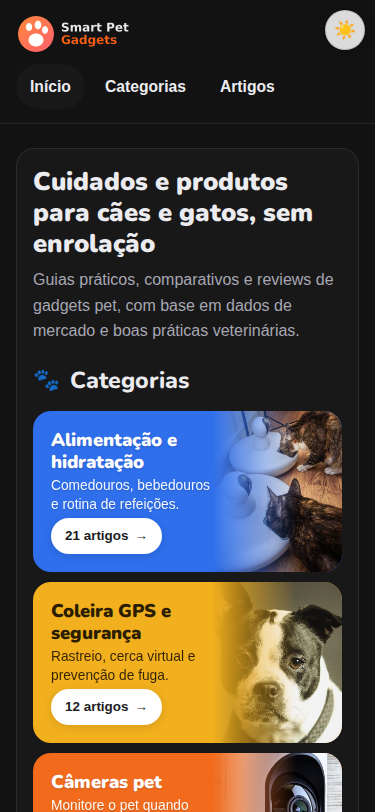 Smart Pet
Gadgets
Início Categorias Artigos
Cuidados e produtos
para cães e gatos, sem
enrolação
Guias práticos, comparativos e reviews de
gadgets pet, com base em dados de
mercado e boas práticas veterinárias.
Categorias
Alimentação e
hidratação
Comedouros, bebedouros
e rotina de refeições.
21 artigos →
Coleira GPS e
segurança
Rastreio, cerca virtual e
prevenção de fuga.
12 artigos →
Câmeras pet
Monitore o pet quando